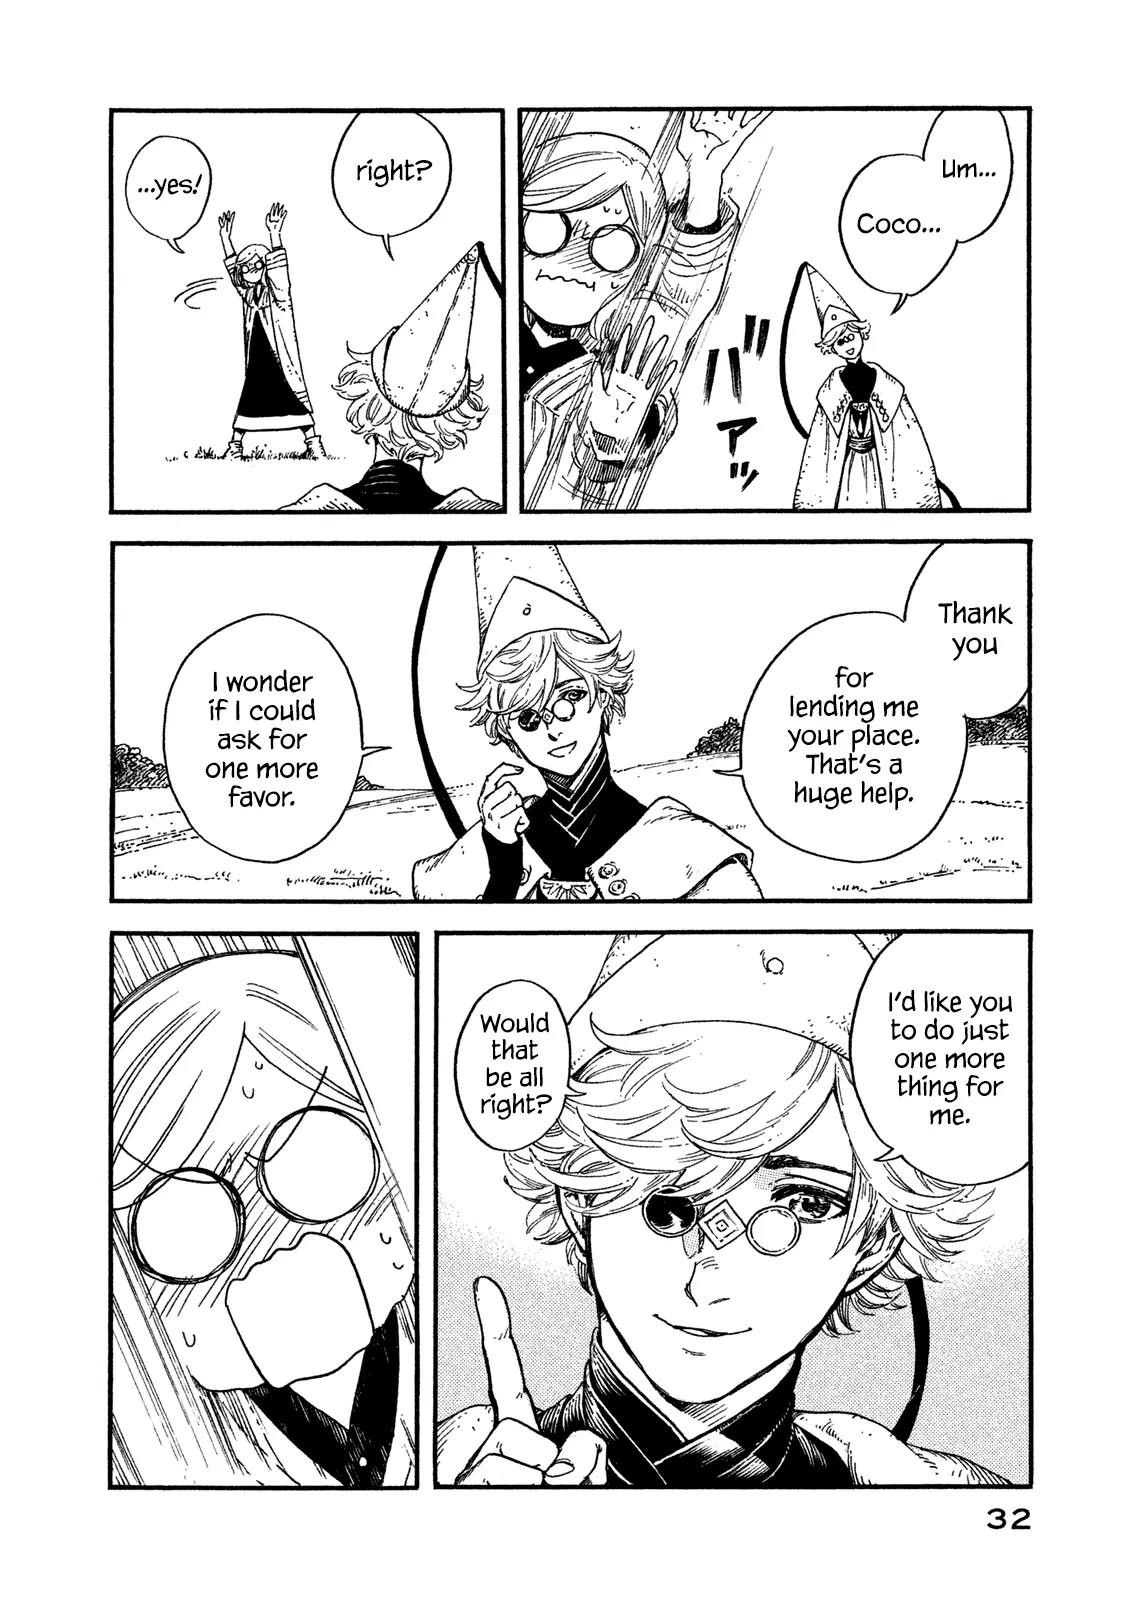 Um...
Coco...
バアッ
right?
...yes!
Thank
you
for
lending me
your place.
That's a
huge help.
I wonder
if I could
ask for
one more
favor.
I'd like you
to do just
one more
thing for
me.
Would
that
be all
right?
32